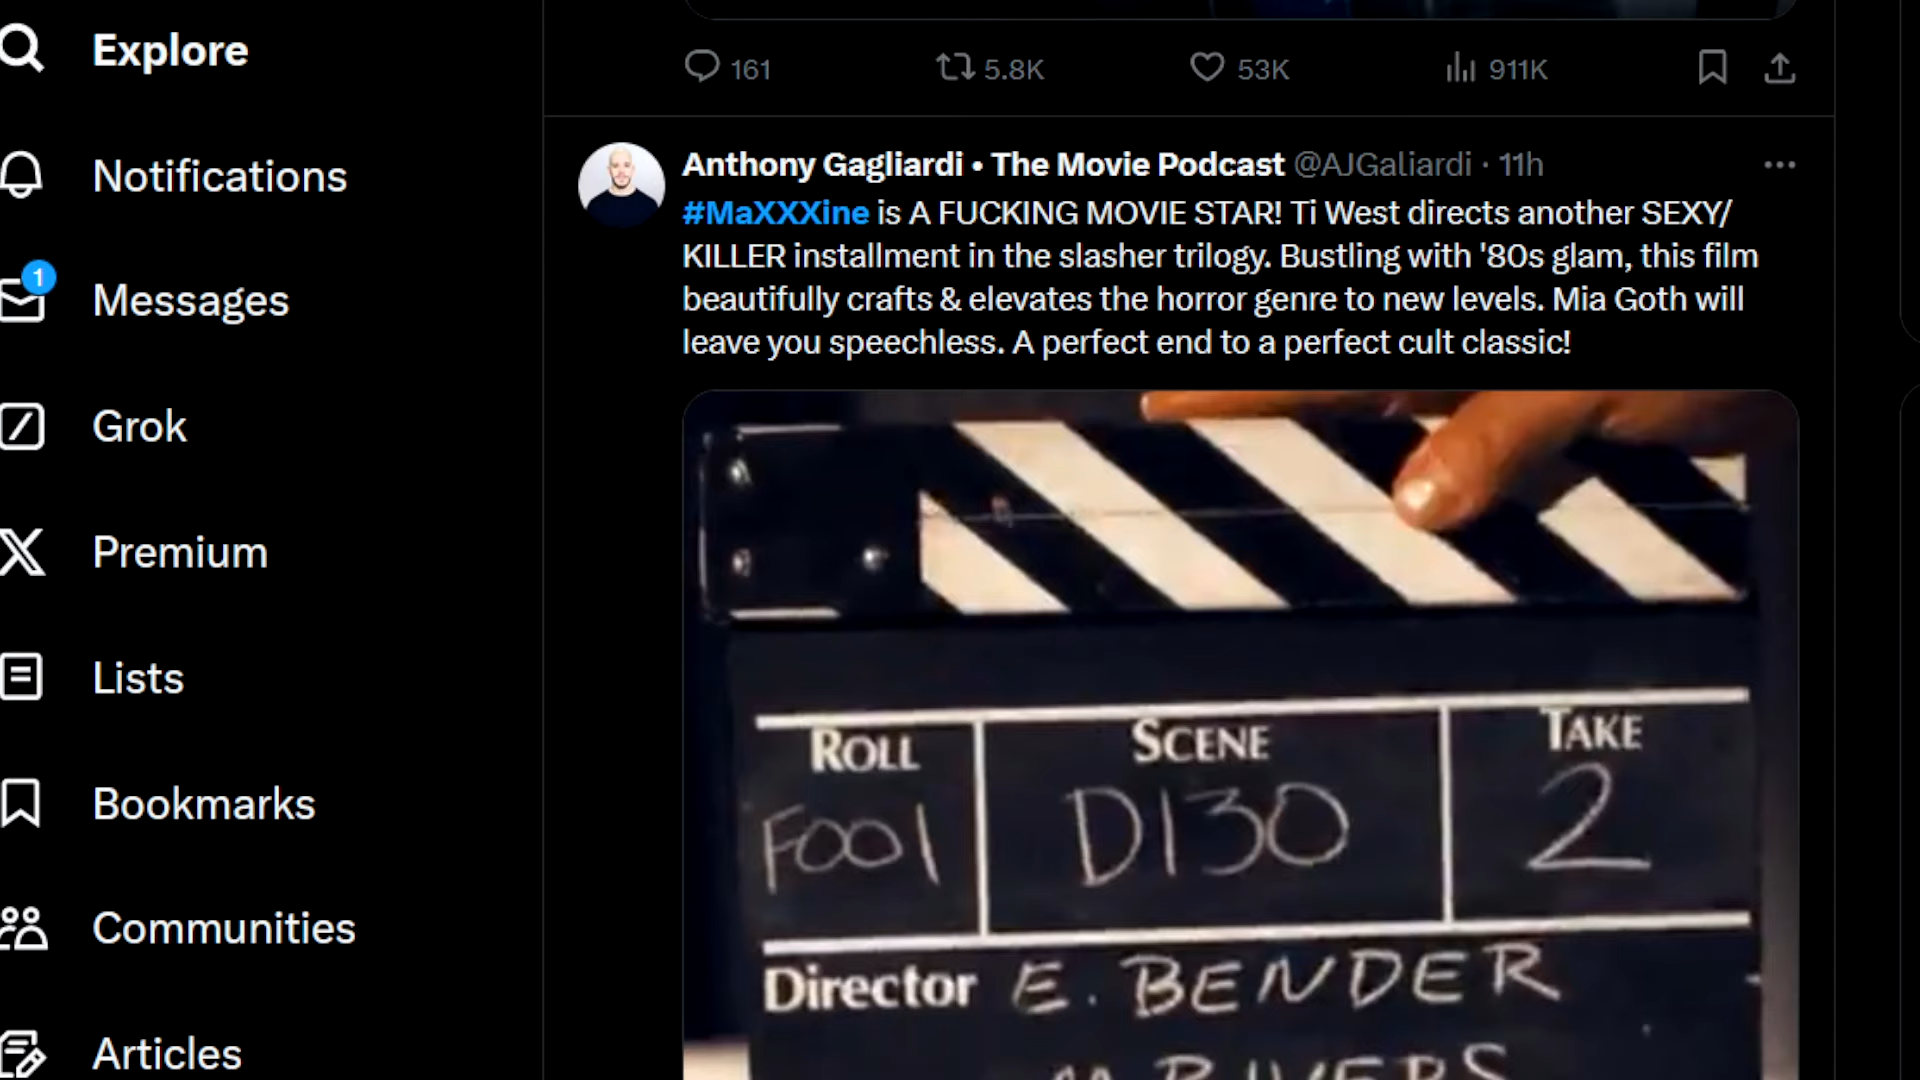 Explore
Notifications
1
Messages
Grok
Premium
Lists
Bookmarks
Communities
Articles
161 5.8K 53K 911K
Anthony Gagliardi • The Movie Podcast @AJGaliardi · 11h
#MaXXXine is A FUCKING MOVIE STAR! Ti West directs another SEXY/
KILLER installment in the slasher trilogy. Bustling with '80s glam, this film
beautifully crafts & elevates the horror genre to new levels. Mia Goth will
leave you speechless. A perfect end to a perfect cult classic!
ROLL SCENE TAKE
F001 D130 2
Director E. BENDER
RIVERS